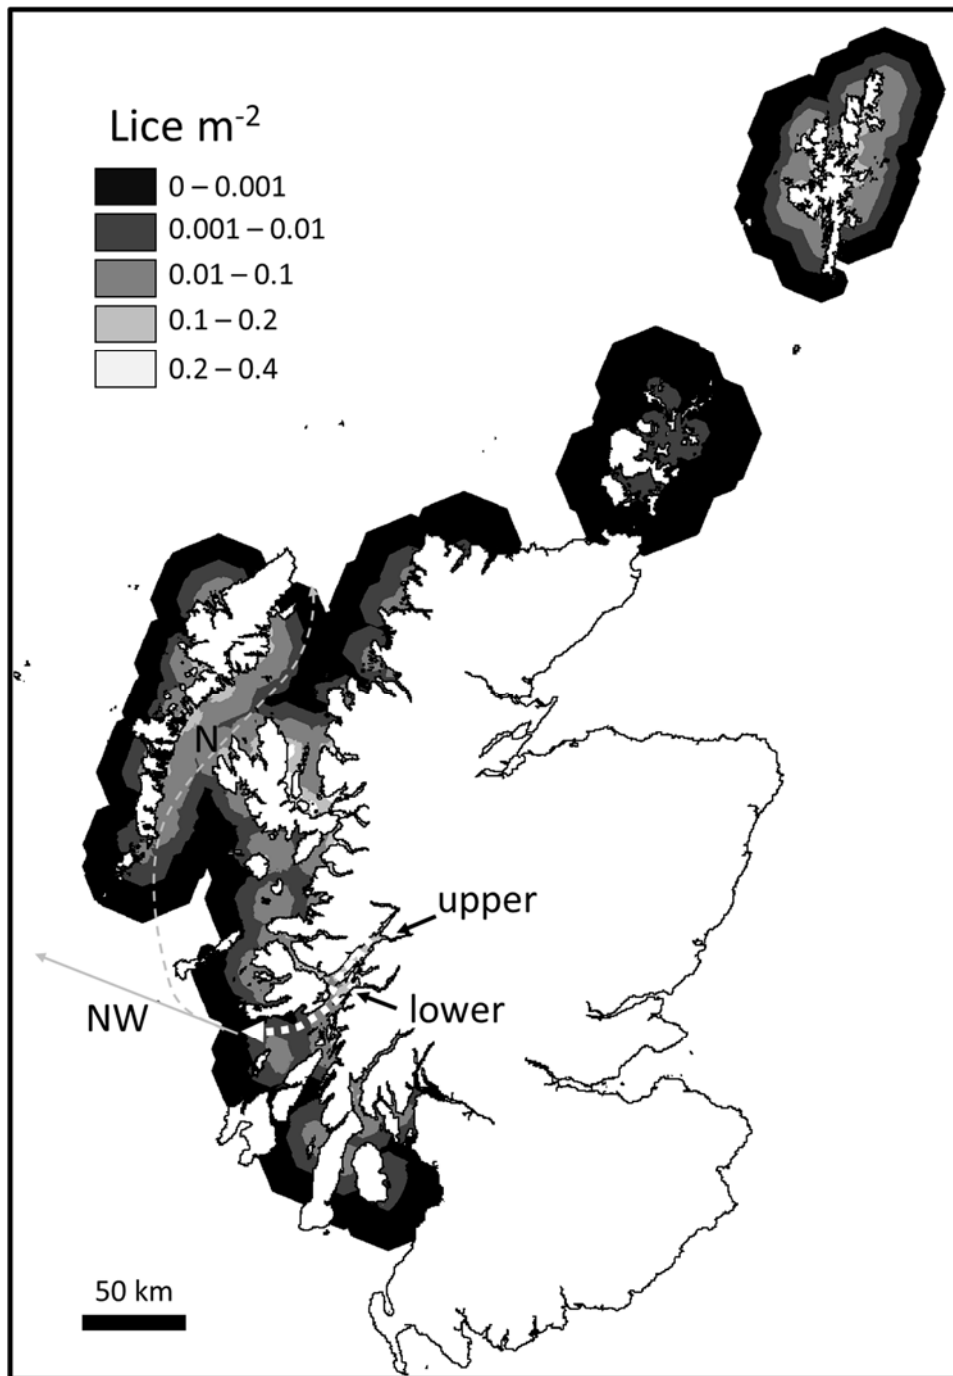 Lice m⁻²
0 – 0.001
0.001 – 0.01
0.01 – 0.1
0.1 – 0.2
0.2 – 0.4
N
upper
lower
NW
50 km